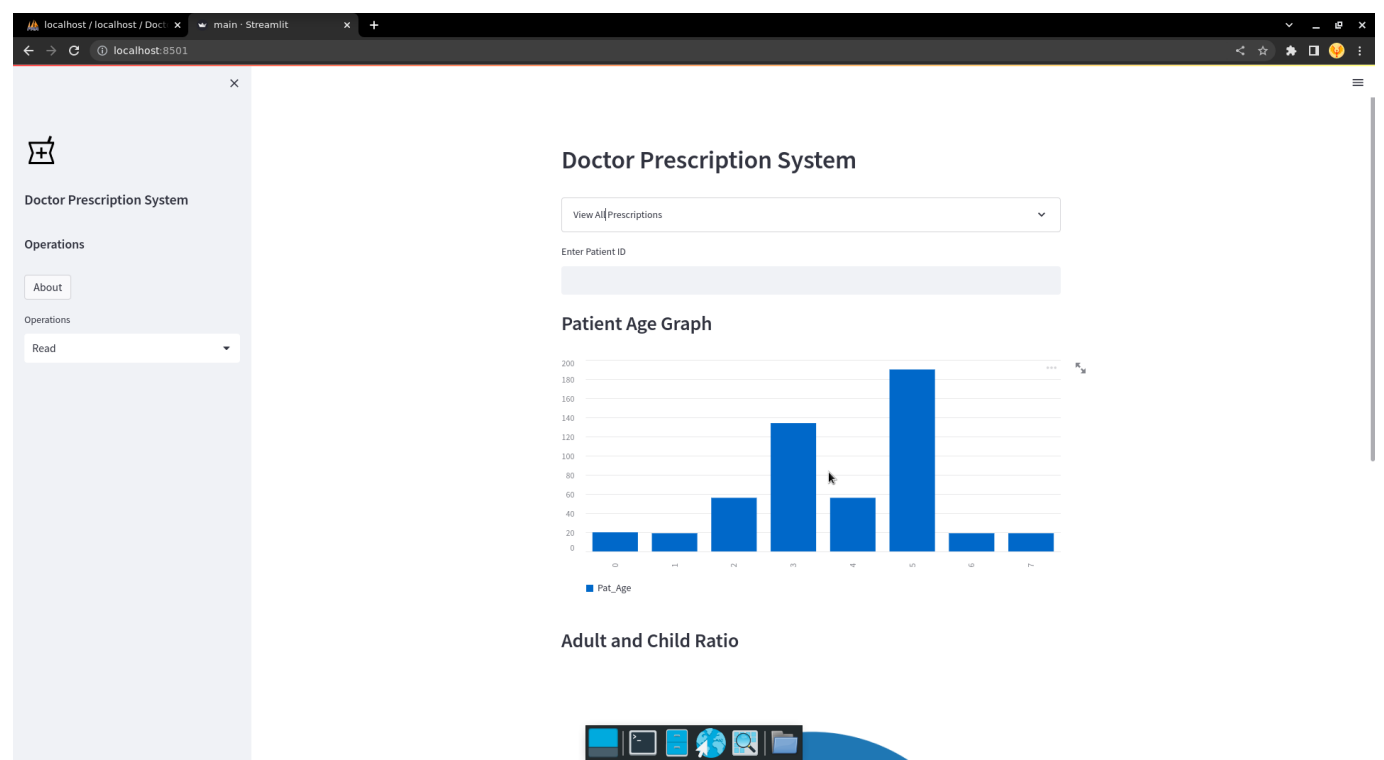 localhost / localhost / Doct
main · Streamlit
localhost:8501
Doctor Prescription System
Operations
About
Operations
Read
Doctor Prescription System
View All Prescriptions
Enter Patient ID
Patient Age Graph
200
180
160
140
120
100
80
60
40
20
0
0 1 2 3 4 5 6 7
Pat_Age
Adult and Child Ratio